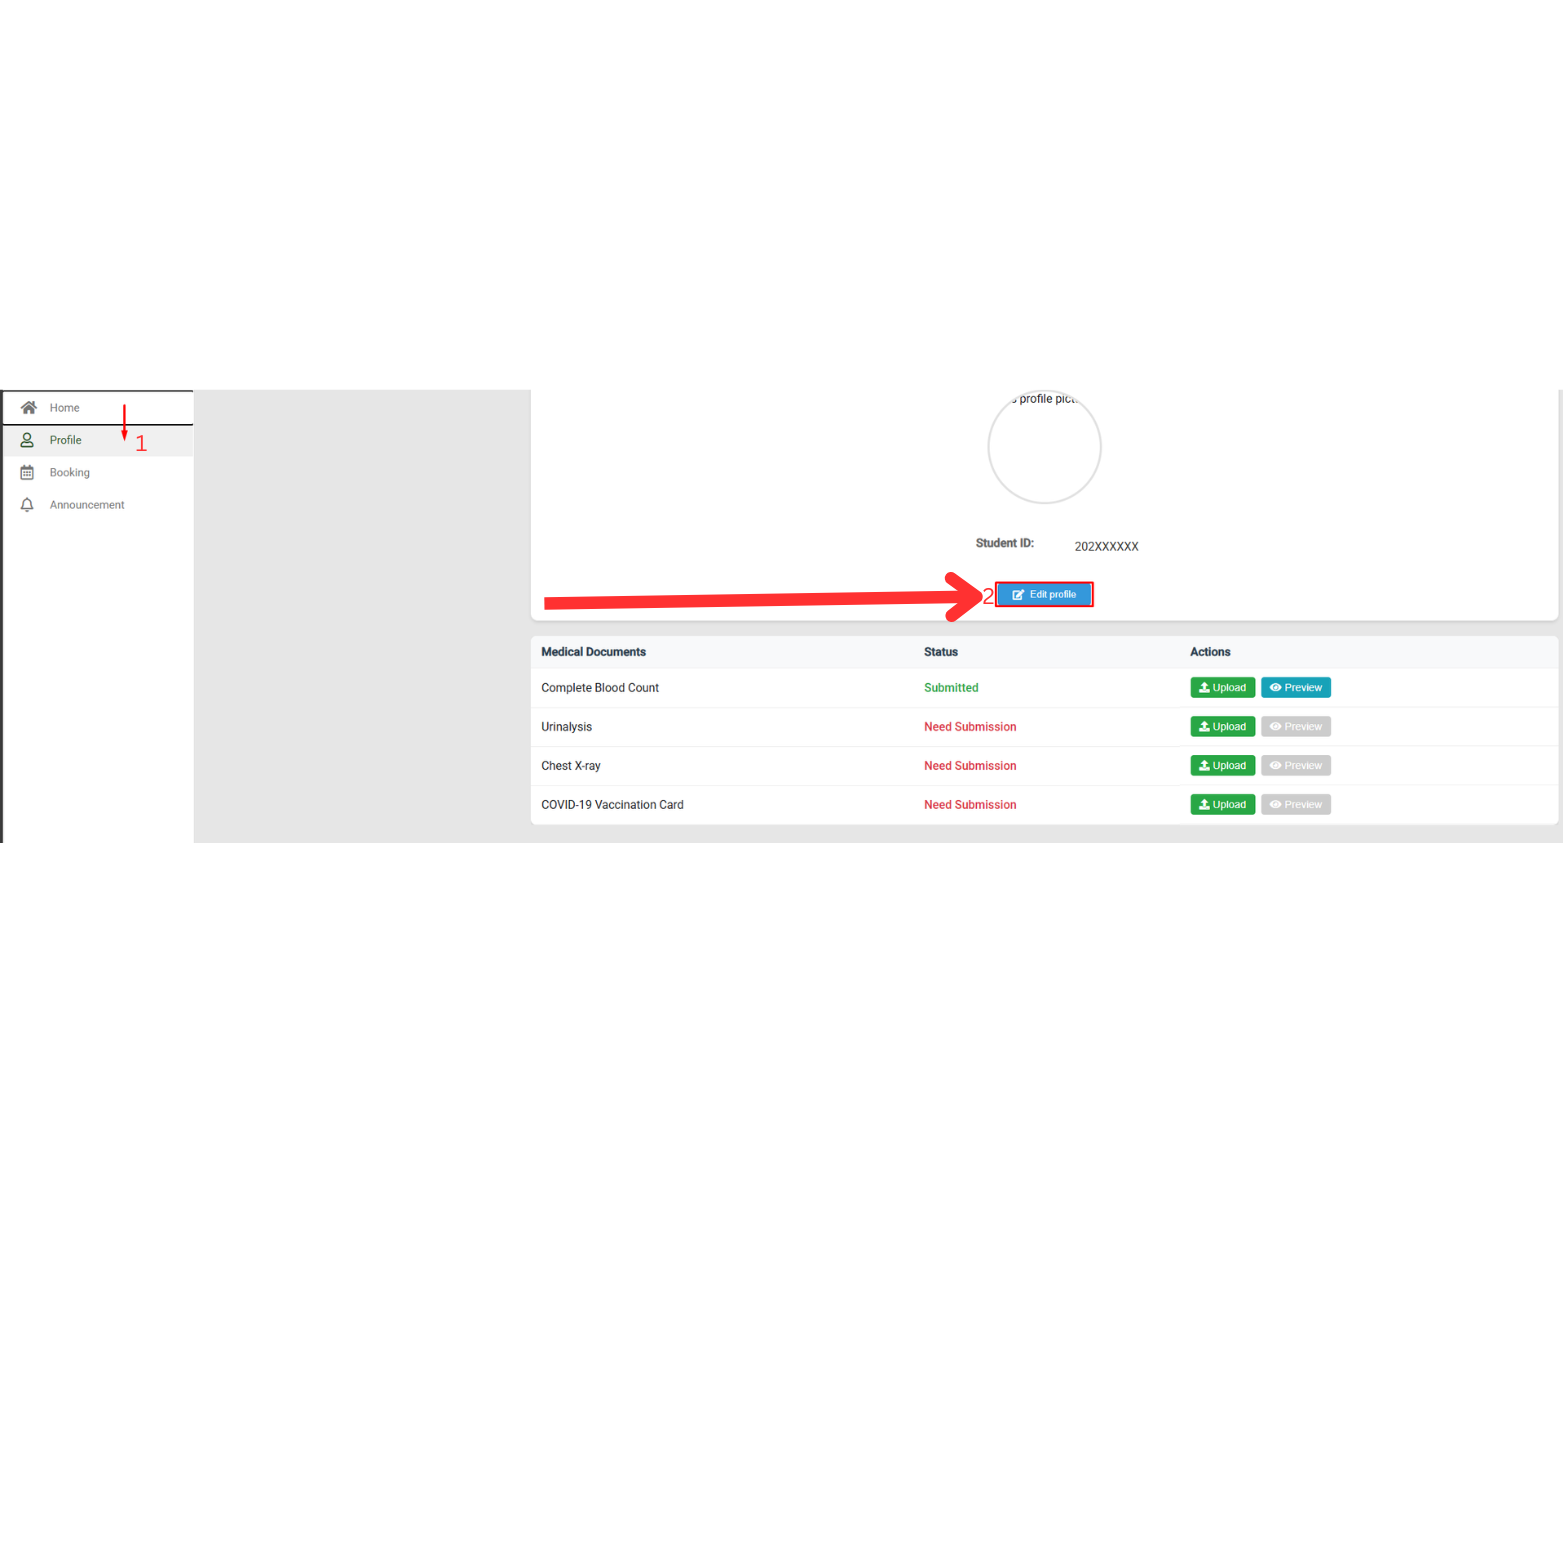 Home
Profile
1
Booking
Announcement
profile pic
Student ID: 202XXXXXX
2 Edit profile
Medical Documents Status Actions
Complete Blood Count Submitted Upload Preview
Urinalysis Need Submission Upload Preview
Chest X-ray Need Submission Upload Preview
COVID-19 Vaccination Card Need Submission Upload Preview